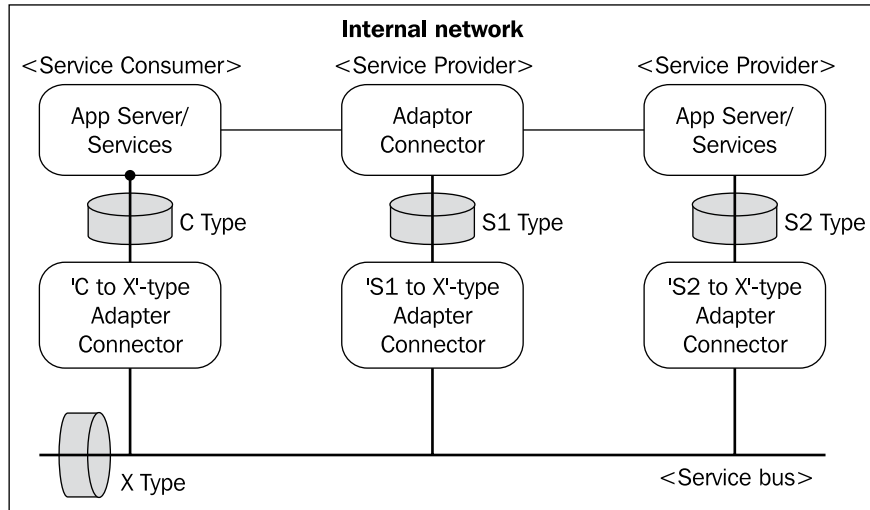 Internal network
<Service Consumer>
<Service Provider>
<Service Provider>
App Server/
Services
Adaptor
Connector
App Server/
Services
C Type
S1 Type
S2 Type
'C to X'-type
Adapter
Connector
'S1 to X'-type
Adapter
Connector
'S2 to X'-type
Adapter
Connector
X Type
<Service bus>